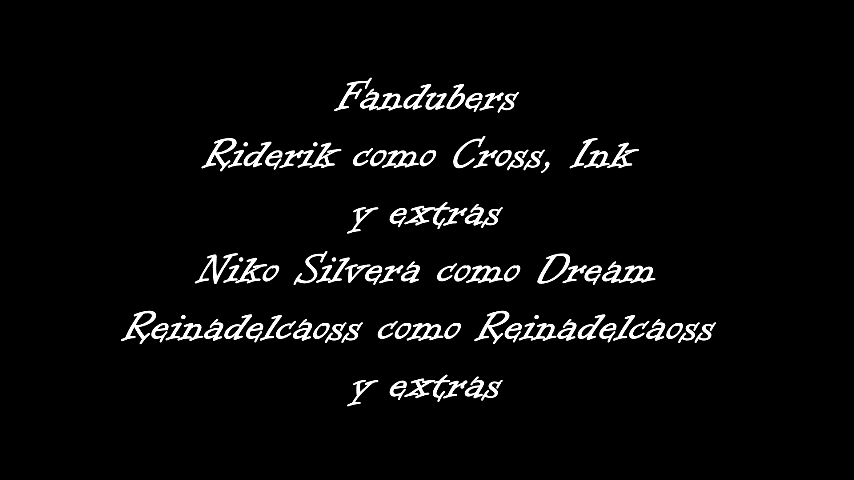 Fandubers
Riderik como Cross, Ink
y extras
Niko Silvera como Dream
Reinadelcaoss como Reinadelcaoss
y extras